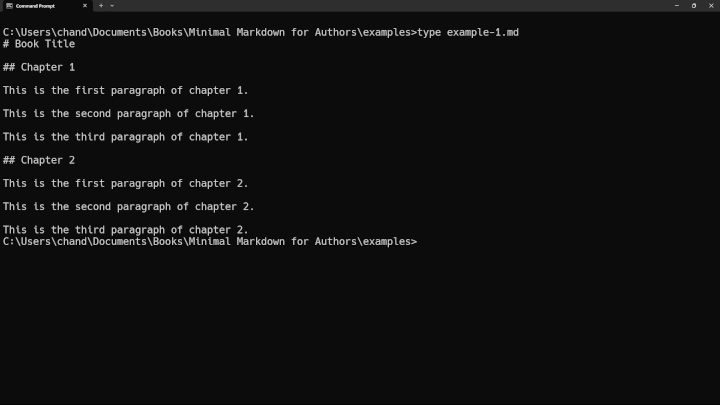 Command Prompt
C:\Users\chand\Documents\Books\Minimal Markdown for Authors\examples>type example-1.md
# Book Title
## Chapter 1
This is the first paragraph of chapter 1.
This is the second paragraph of chapter 1.
This is the third paragraph of chapter 1.
## Chapter 2
This is the first paragraph of chapter 2.
This is the second paragraph of chapter 2.
This is the third paragraph of chapter 2.
C:\Users\chand\Documents\Books\Minimal Markdown for Authors\examples>